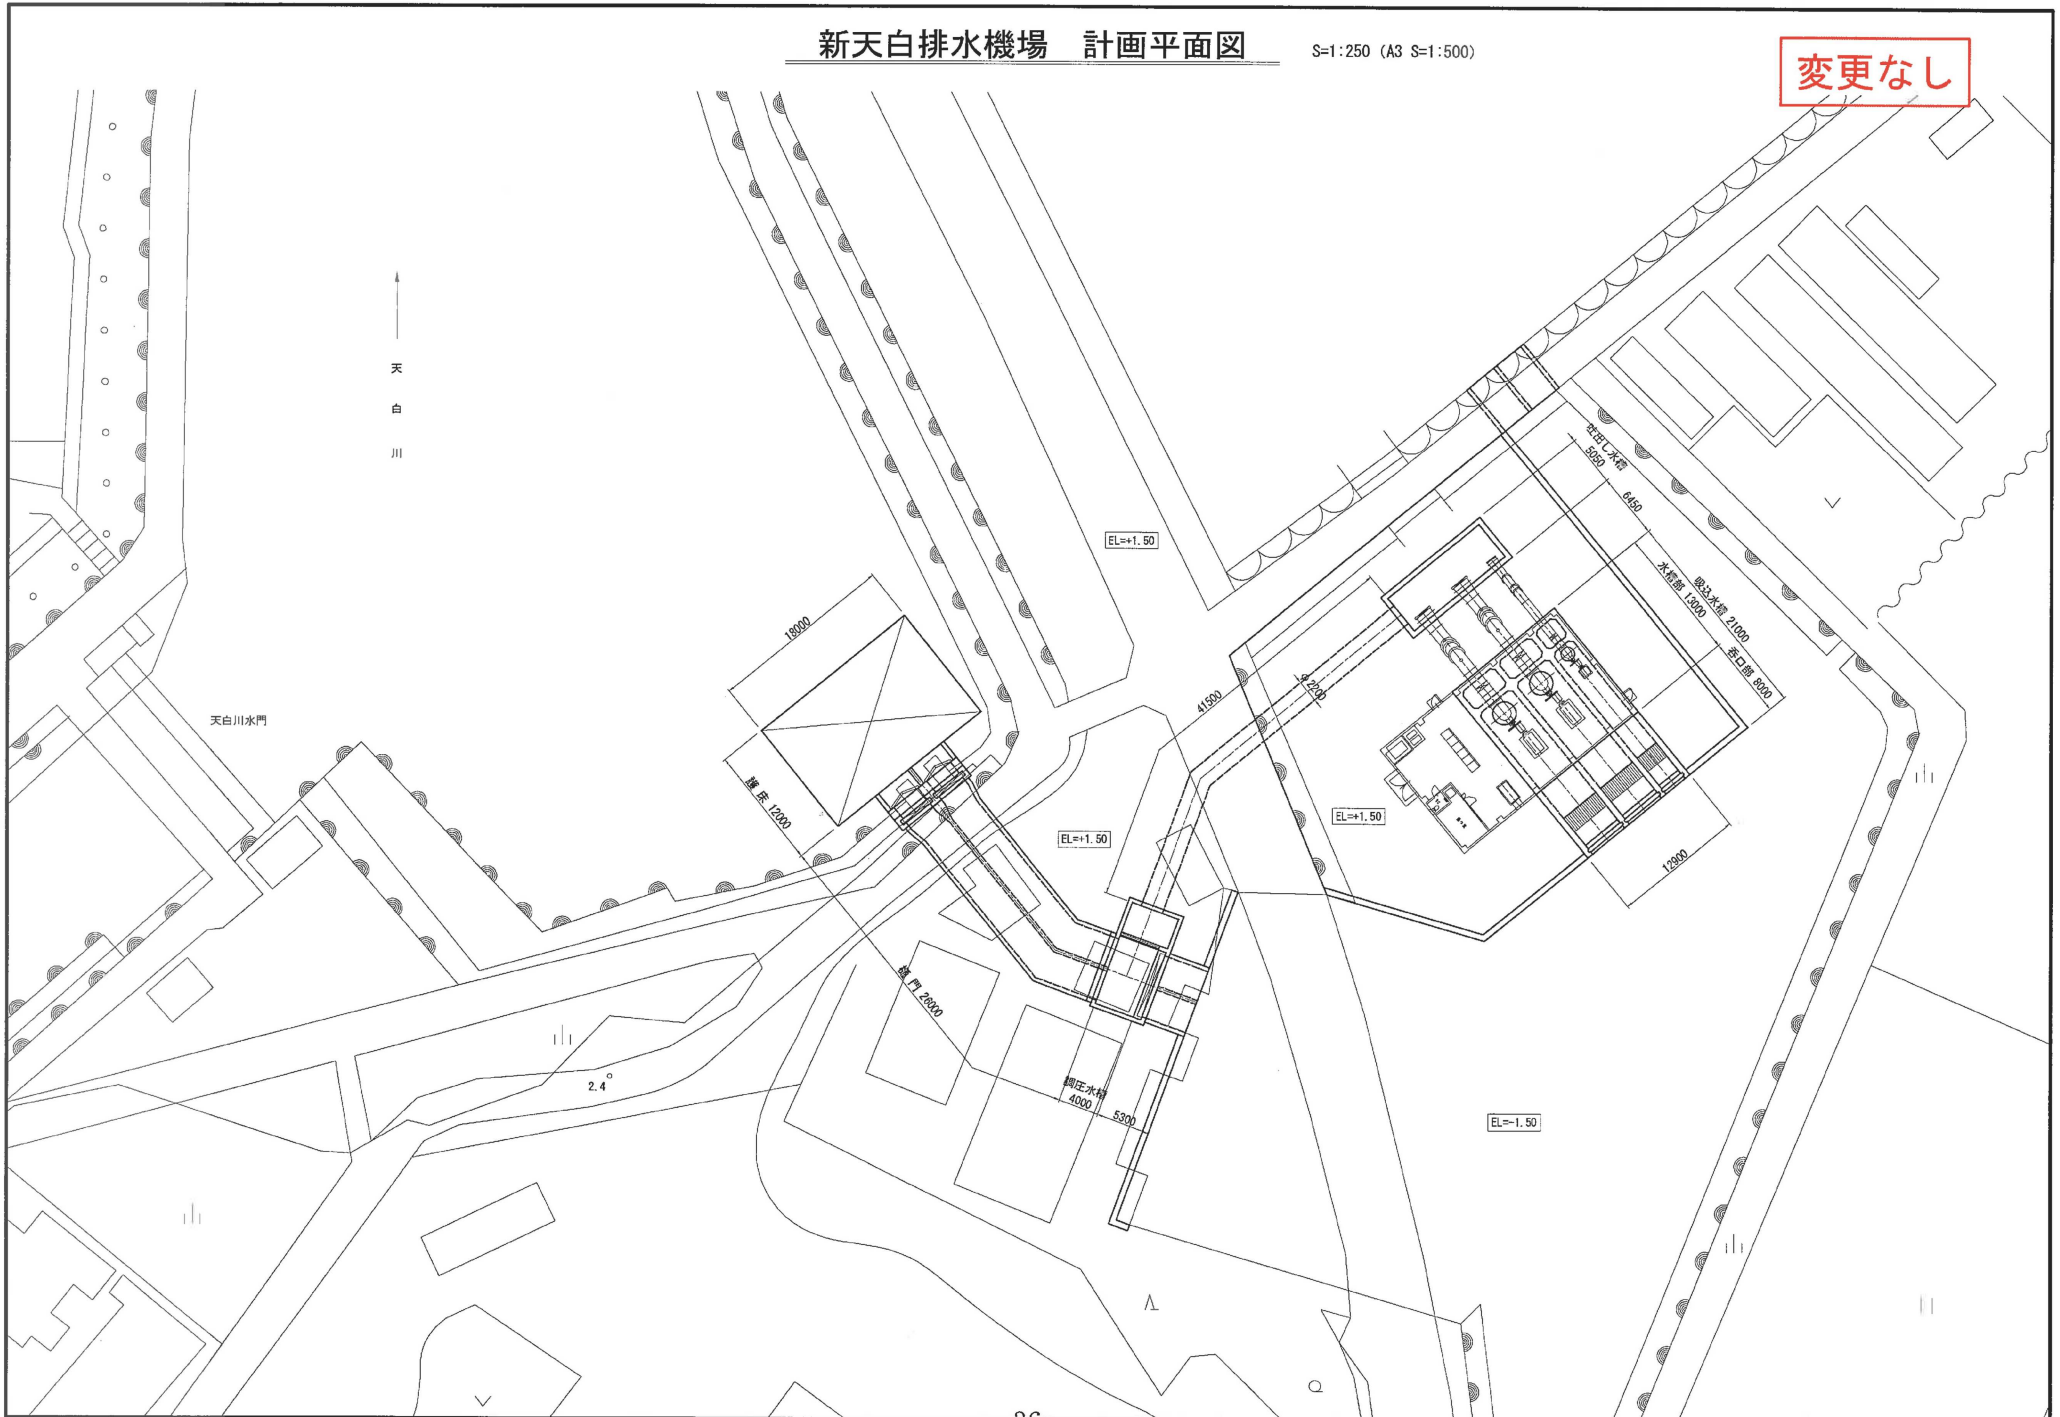 新天白排水機場　計画平面図
S=1:250 (A3 S=1:500)
変更なし
天白川
吐出し水槽
5050
6450
吸込水槽 21000
水槽部 13000
呑口部 8000
EL=+1.50
18000
41500
φ2200
天白川水門
護床 12000
EL=+1.50
EL=+1.50
12900
樋門 26000
2.4
調圧水槽
4000
5300
EL=-1.50